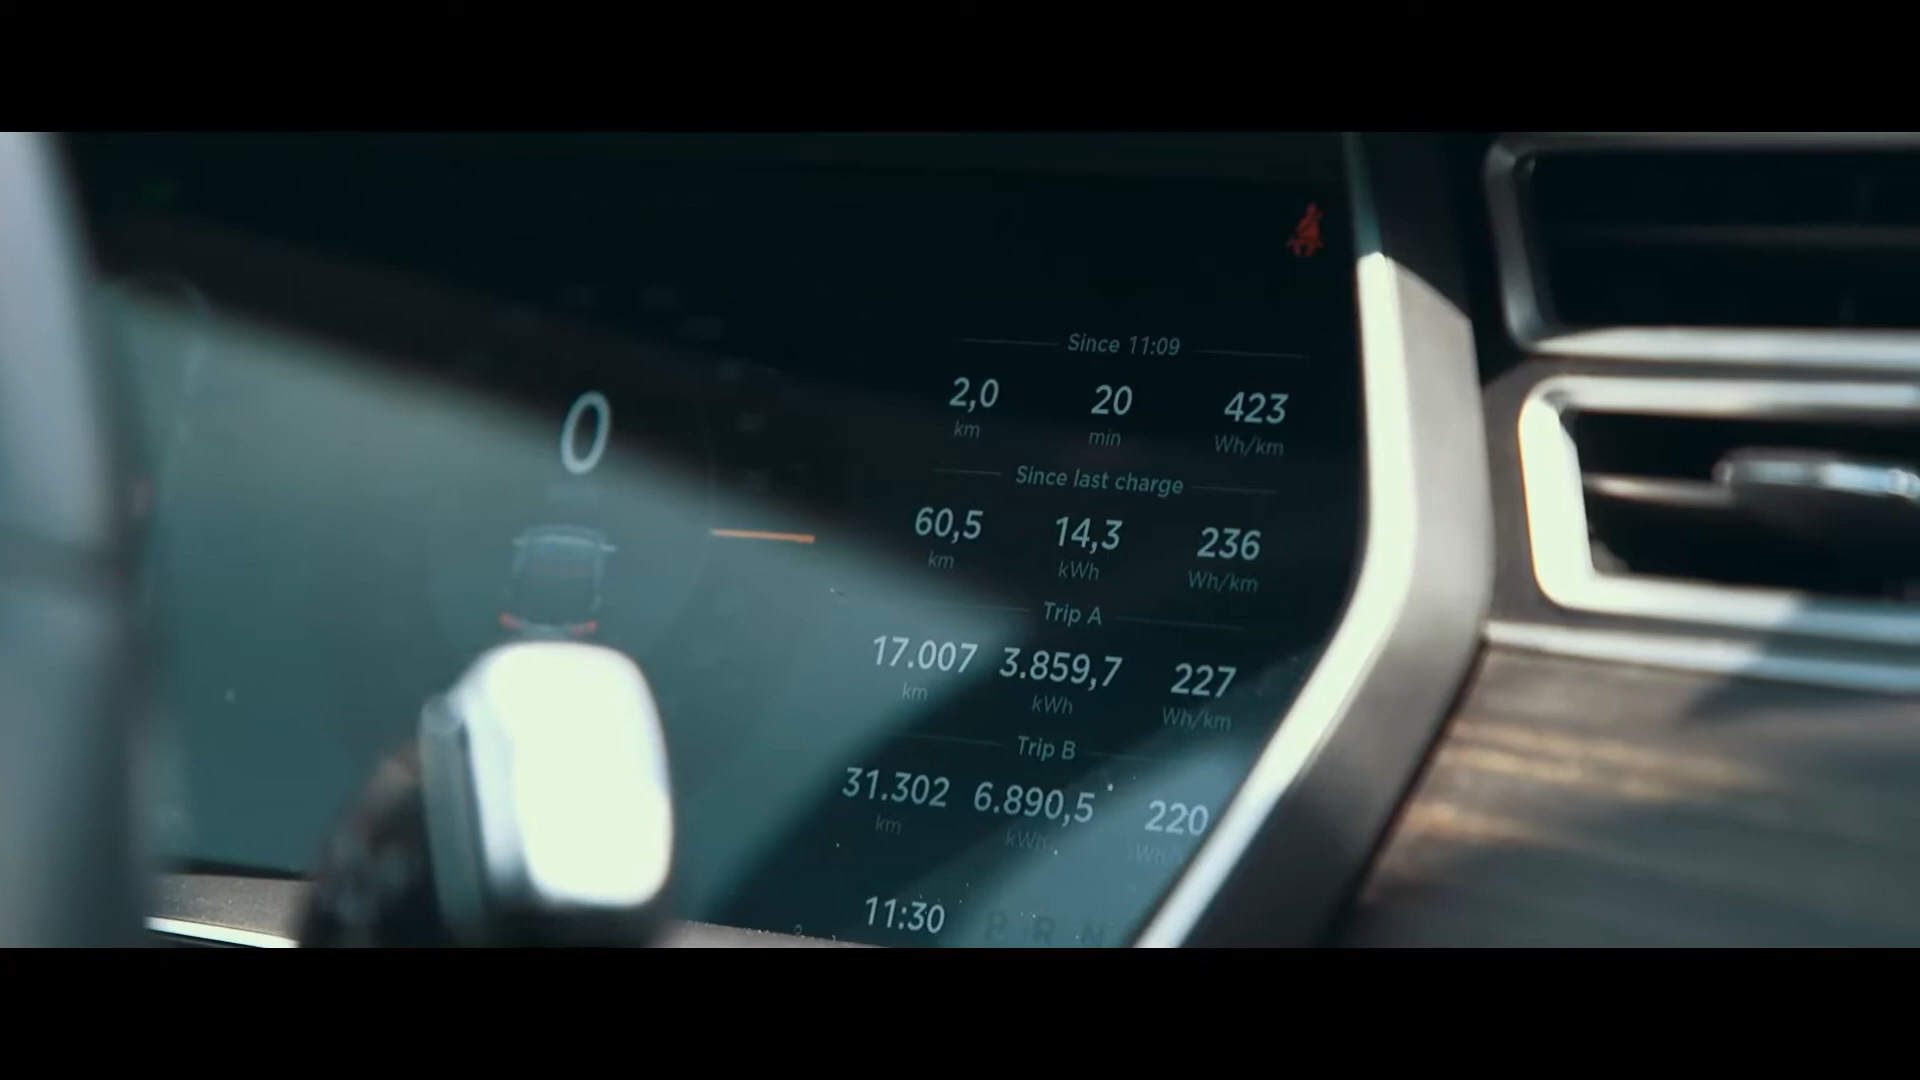 0
Since 11:09
2,0 20 423
km min Wh/km
Since last charge
60,5 14,3 236
km kWh Wh/km
Trip A
17.007 3.859,7 227
km kWh Wh/km
Trip B
31.302 6.890,5 220
km kWh Wh/
11:30 P R N